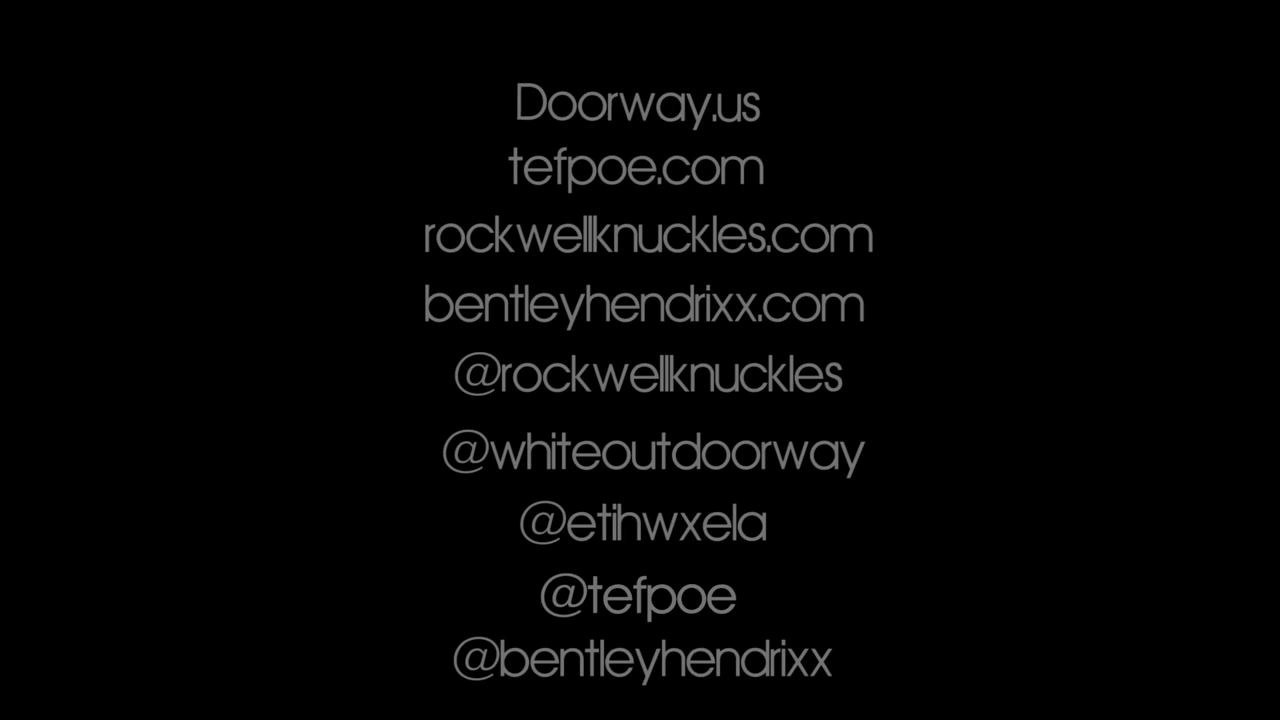 Doorway.us
tefpoe.com
rockwellknuckles.com
bentleyhendrixx.com
@rockwellknuckles
@whiteoutdoorway
@etihwxela
@tefpoe
@bentleyhendrixx